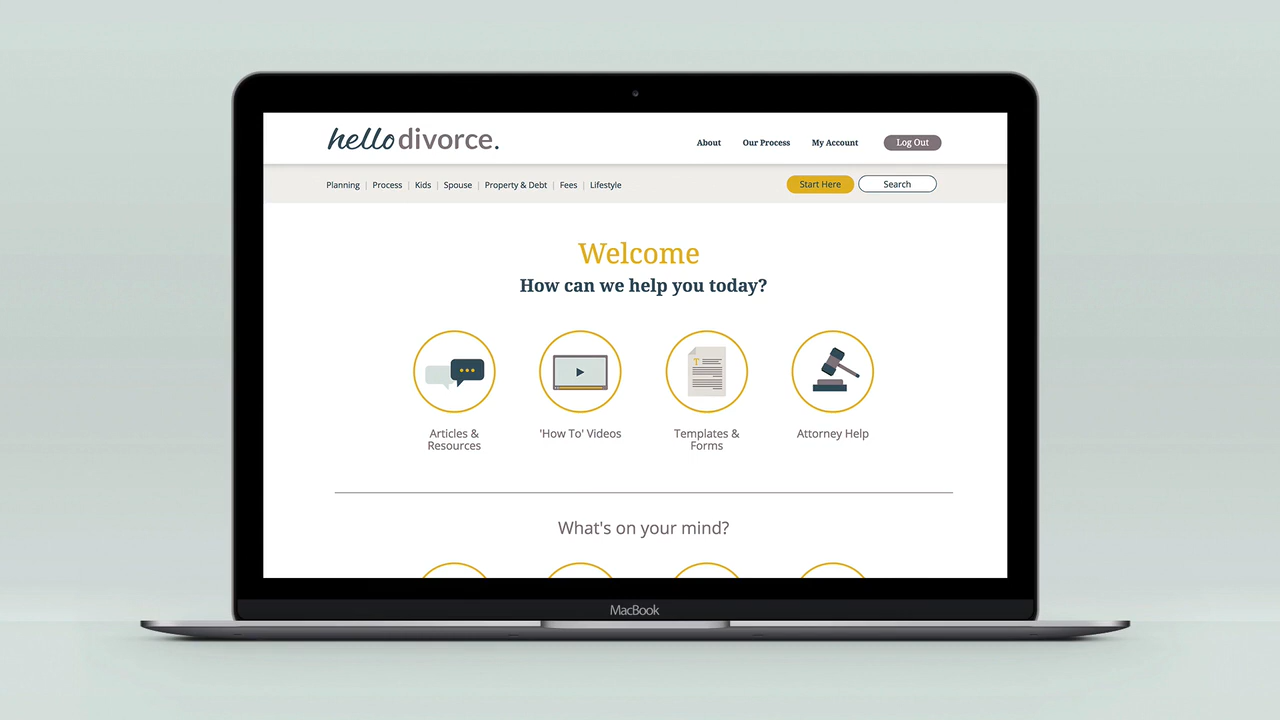 hello divorce.
About
Our Process
My Account
Log Out
Planning | Process | Kids | Spouse | Property & Debt | Fees | Lifestyle
Start Here
Search
Welcome
How can we help you today?
T
Articles &
Resources
'How To' Videos
Templates &
Forms
Attorney Help
What's on your mind?
MacBook